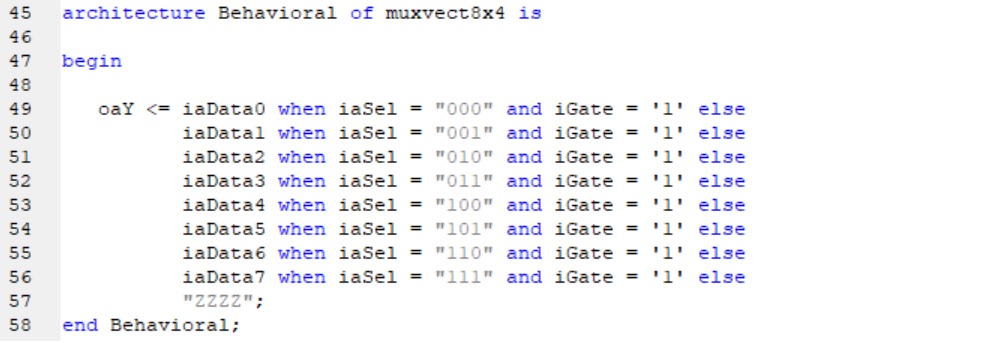 45 architecture Behavioral of muxvect8x4 is
46
47 begin
48
49 oaY <= iaData0 when iaSel = "000" and iGate = '1' else
50 iaData1 when iaSel = "001" and iGate = '1' else
51 iaData2 when iaSel = "010" and iGate = '1' else
52 iaData3 when iaSel = "011" and iGate = '1' else
53 iaData4 when iaSel = "100" and iGate = '1' else
54 iaData5 when iaSel = "101" and iGate = '1' else
55 iaData6 when iaSel = "110" and iGate = '1' else
56 iaData7 when iaSel = "111" and iGate = '1' else
57 "ZZZZ";
58 end Behavioral;